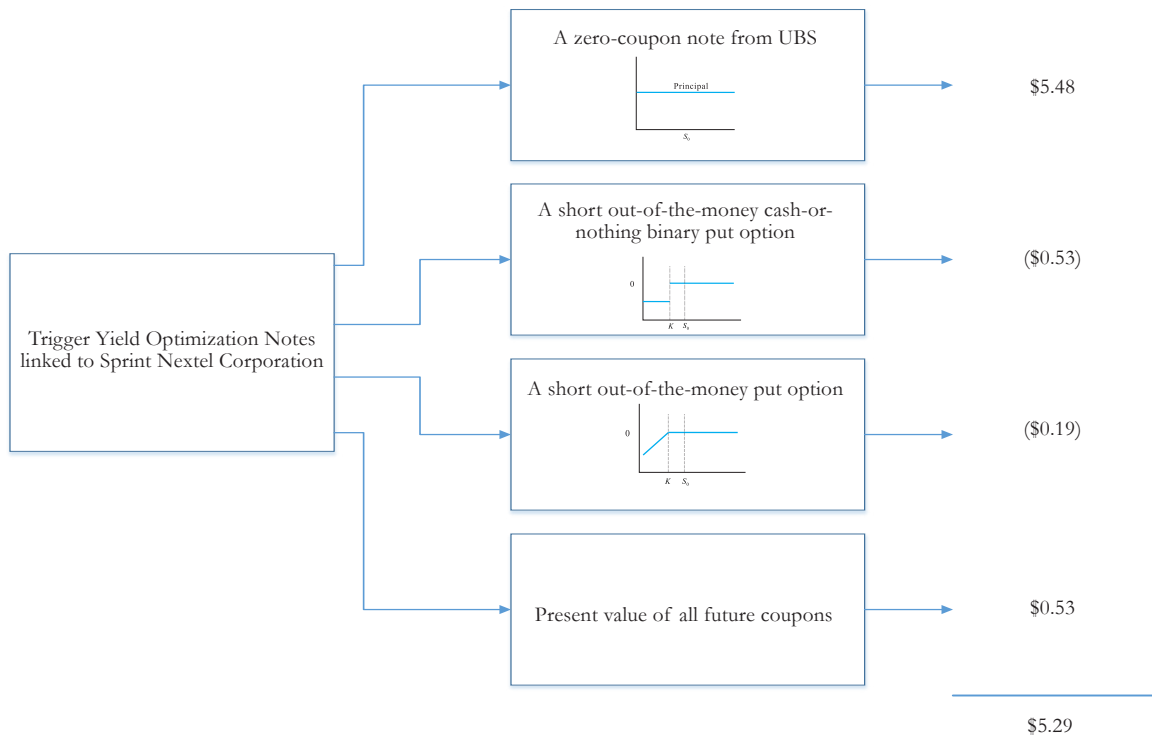 A zero-coupon note from UBS
Principal
S₀
$5.48
A short out-of-the-money cash-or-
nothing binary put option
0
K
S₀
($0.53)
Trigger Yield Optimization Notes
linked to Sprint Nextel Corporation
A short out-of-the-money put option
0
K
S₀
($0.19)
Present value of all future coupons
$0.53
$5.29